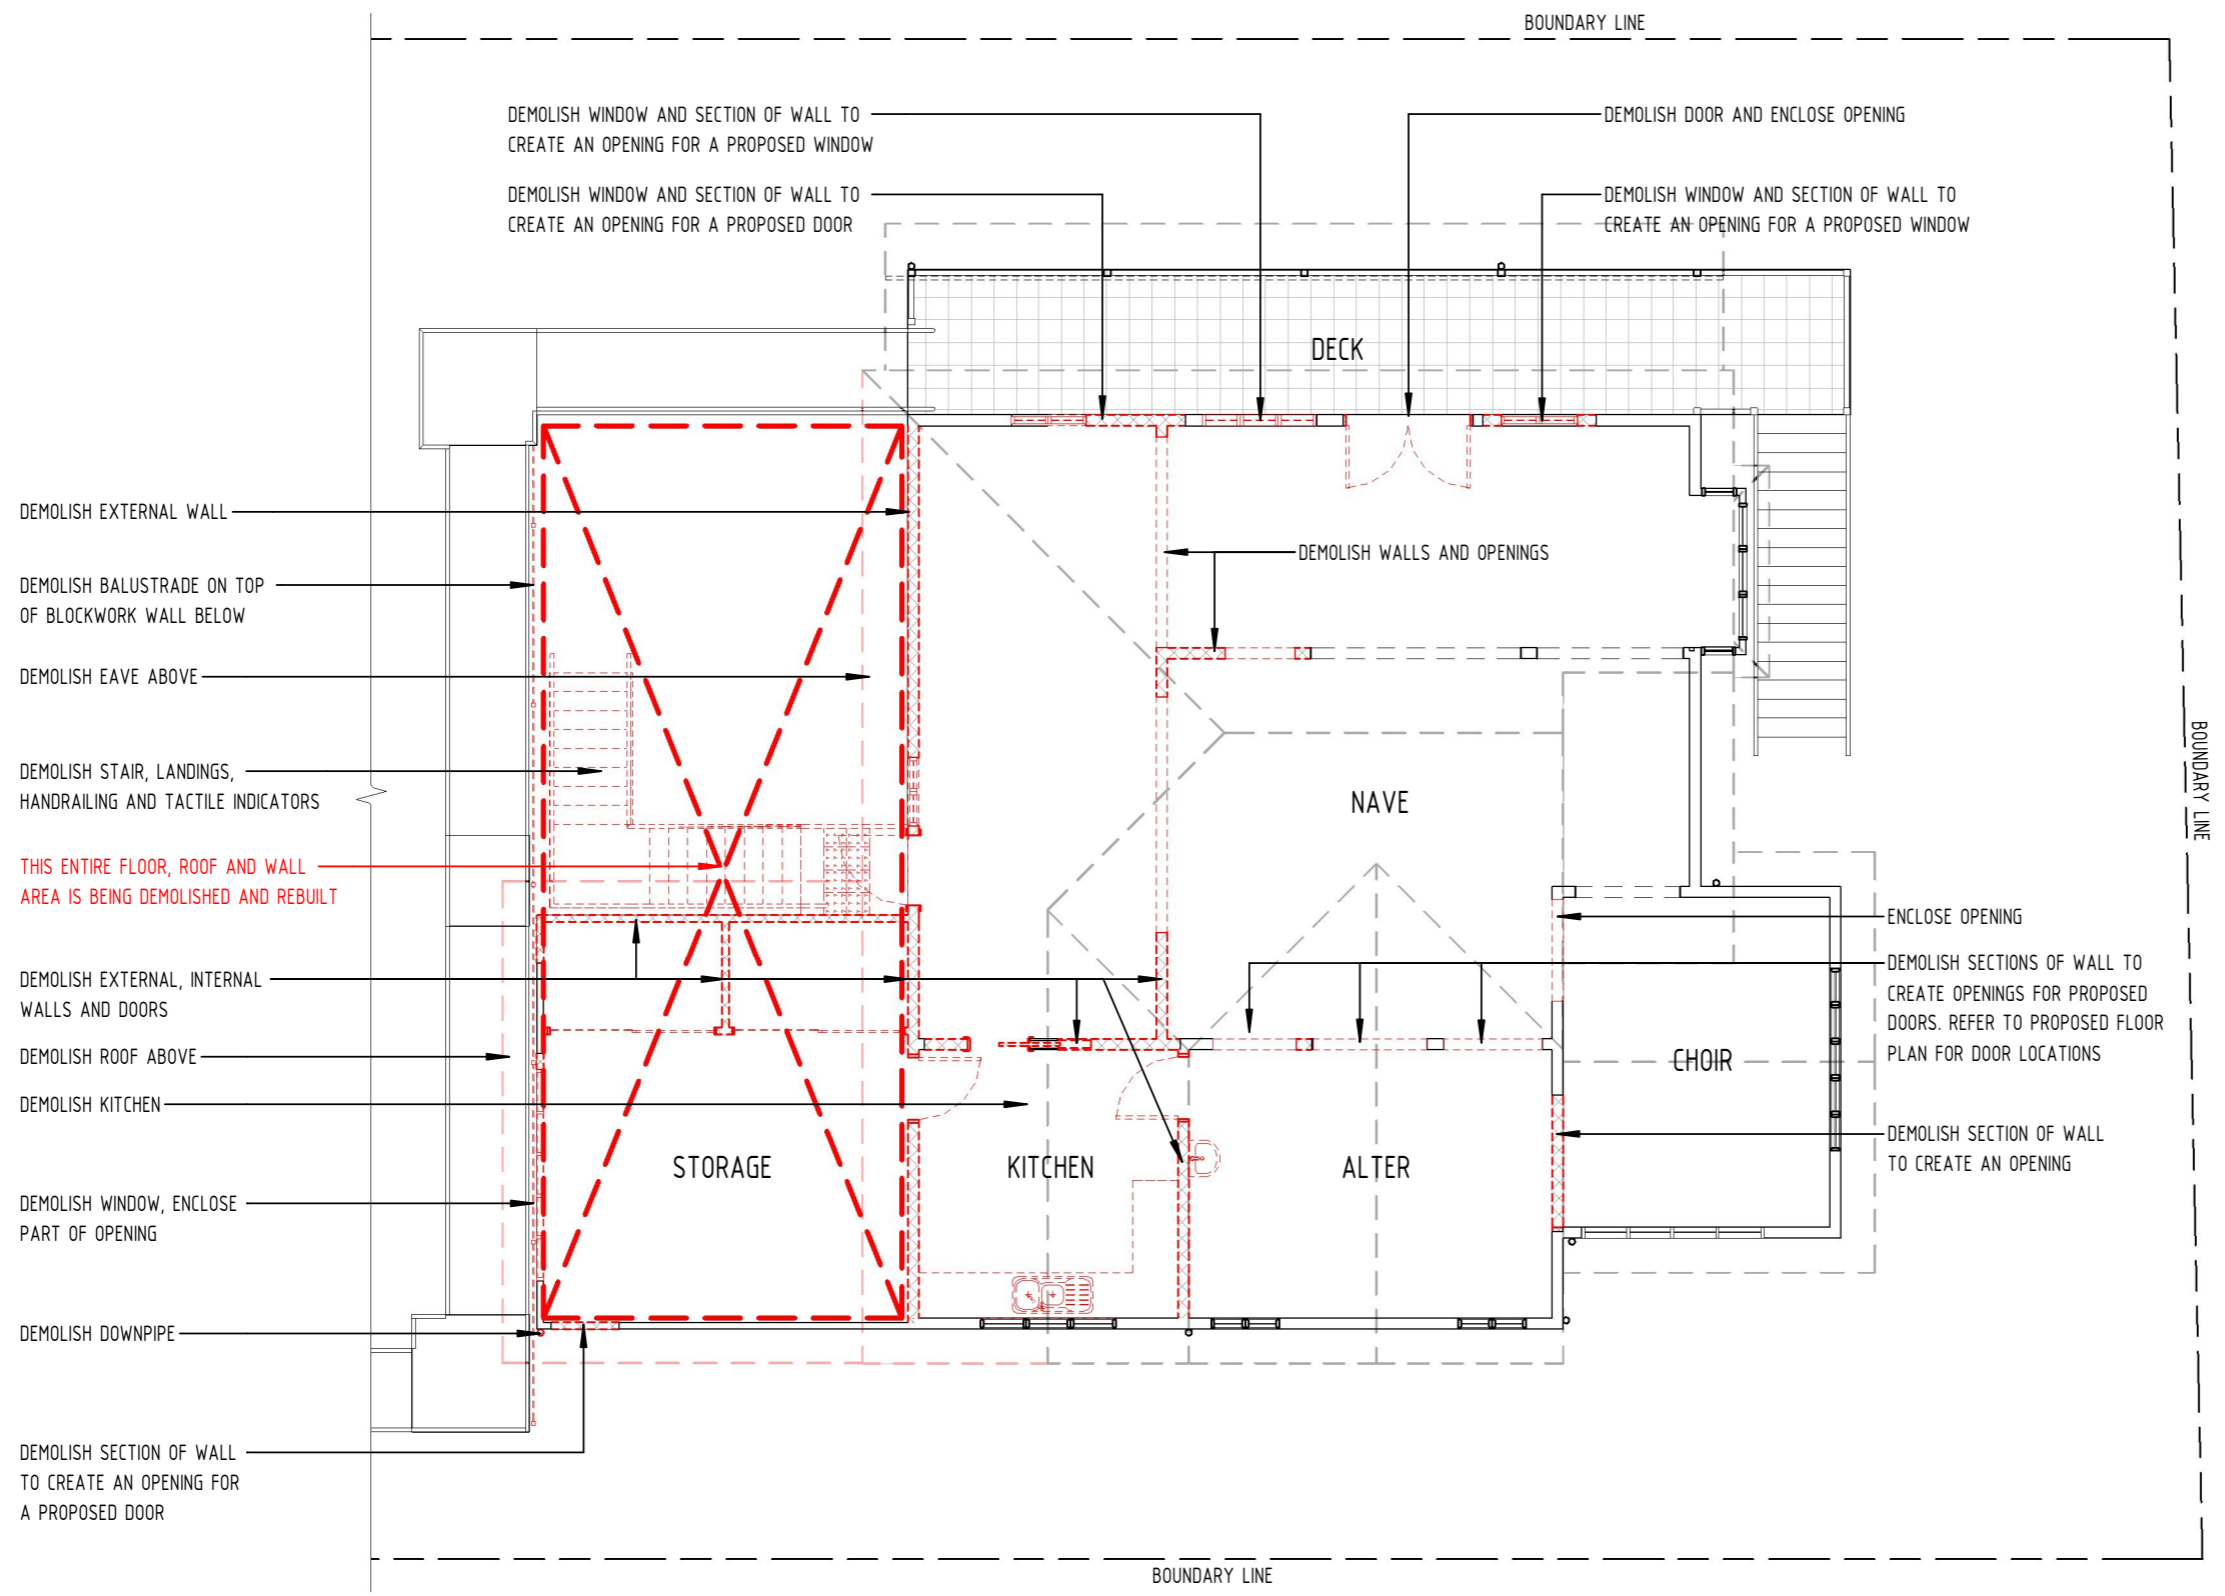 BOUNDARY LINE
DEMOLISH WINDOW AND SECTION OF WALL TO
CREATE AN OPENING FOR A PROPOSED WINDOW
DEMOLISH DOOR AND ENCLOSE OPENING
DEMOLISH WINDOW AND SECTION OF WALL TO
CREATE AN OPENING FOR A PROPOSED DOOR
DEMOLISH WINDOW AND SECTION OF WALL TO
CREATE AN OPENING FOR A PROPOSED WINDOW
DECK
DEMOLISH EXTERNAL WALL
DEMOLISH WALLS AND OPENINGS
DEMOLISH BALUSTRADE ON TOP
OF BLOCKWORK WALL BELOW
DEMOLISH EAVE ABOVE
DEMOLISH STAIR, LANDINGS,
HANDRAILING AND TACTILE INDICATORS
NAVE
BOUNDARY LINE
THIS ENTIRE FLOOR, ROOF AND WALL
AREA IS BEING DEMOLISHED AND REBUILT
ENCLOSE OPENING
DEMOLISH EXTERNAL, INTERNAL
WALLS AND DOORS
DEMOLISH SECTIONS OF WALL TO
CREATE OPENINGS FOR PROPOSED
DOORS. REFER TO PROPOSED FLOOR
PLAN FOR DOOR LOCATIONS
DEMOLISH ROOF ABOVE
CHOIR
DEMOLISH KITCHEN
DEMOLISH SECTION OF WALL
TO CREATE AN OPENING
STORAGE
KITCHEN
ALTER
DEMOLISH WINDOW, ENCLOSE
PART OF OPENING
DEMOLISH DOWNPIPE
DEMOLISH SECTION OF WALL
TO CREATE AN OPENING FOR
A PROPOSED DOOR
BOUNDARY LINE